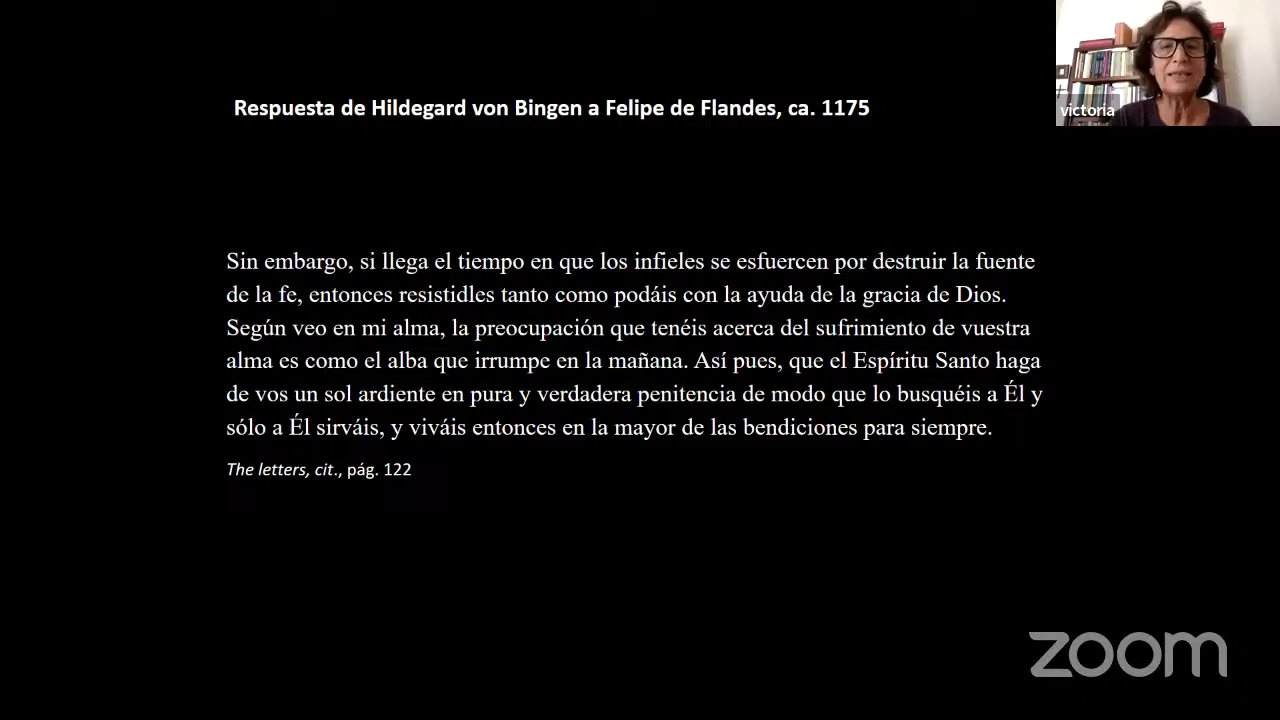 victoria
Respuesta de Hildegard von Bingen a Felipe de Flandes, ca. 1175
Sin embargo, si llega el tiempo en que los infieles se esfuercen por destruir la fuente
de la fe, entonces resistidles tanto como podáis con la ayuda de la gracia de Dios.
Según veo en mi alma, la preocupación que tenéis acerca del sufrimiento de vuestra
alma es como el alba que irrumpe en la mañana. Así pues, que el Espíritu Santo haga
de vos un sol ardiente en pura y verdadera penitencia de modo que lo busquéis a Él y
sólo a Él sirváis, y viváis entonces en la mayor de las bendiciones para siempre.
The letters, cit., pág. 122
zoom